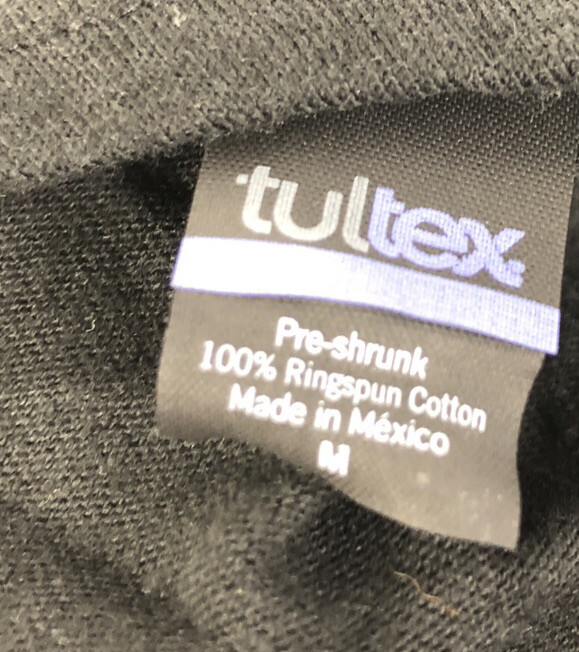 tultex
Pre-shrunk
100% Ringspun Cotton
Made in México
M